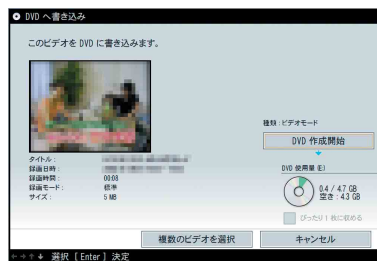 DVD へ書き込み
このビデオを DVD に書き込みます。
種類：ビデオモード
DVD 作成開始
タイトル：
録画日時：
録画時間： 00:08
録画モード： 標準
サイズ： 5 MB
DVD 使用量 (E)
0.4 / 4.7 GB
空き：4.3 GB
ぴったり 1 枚に収める
複数のビデオを選択
キャンセル
←→↑↓ 選択 [Enter] 決定